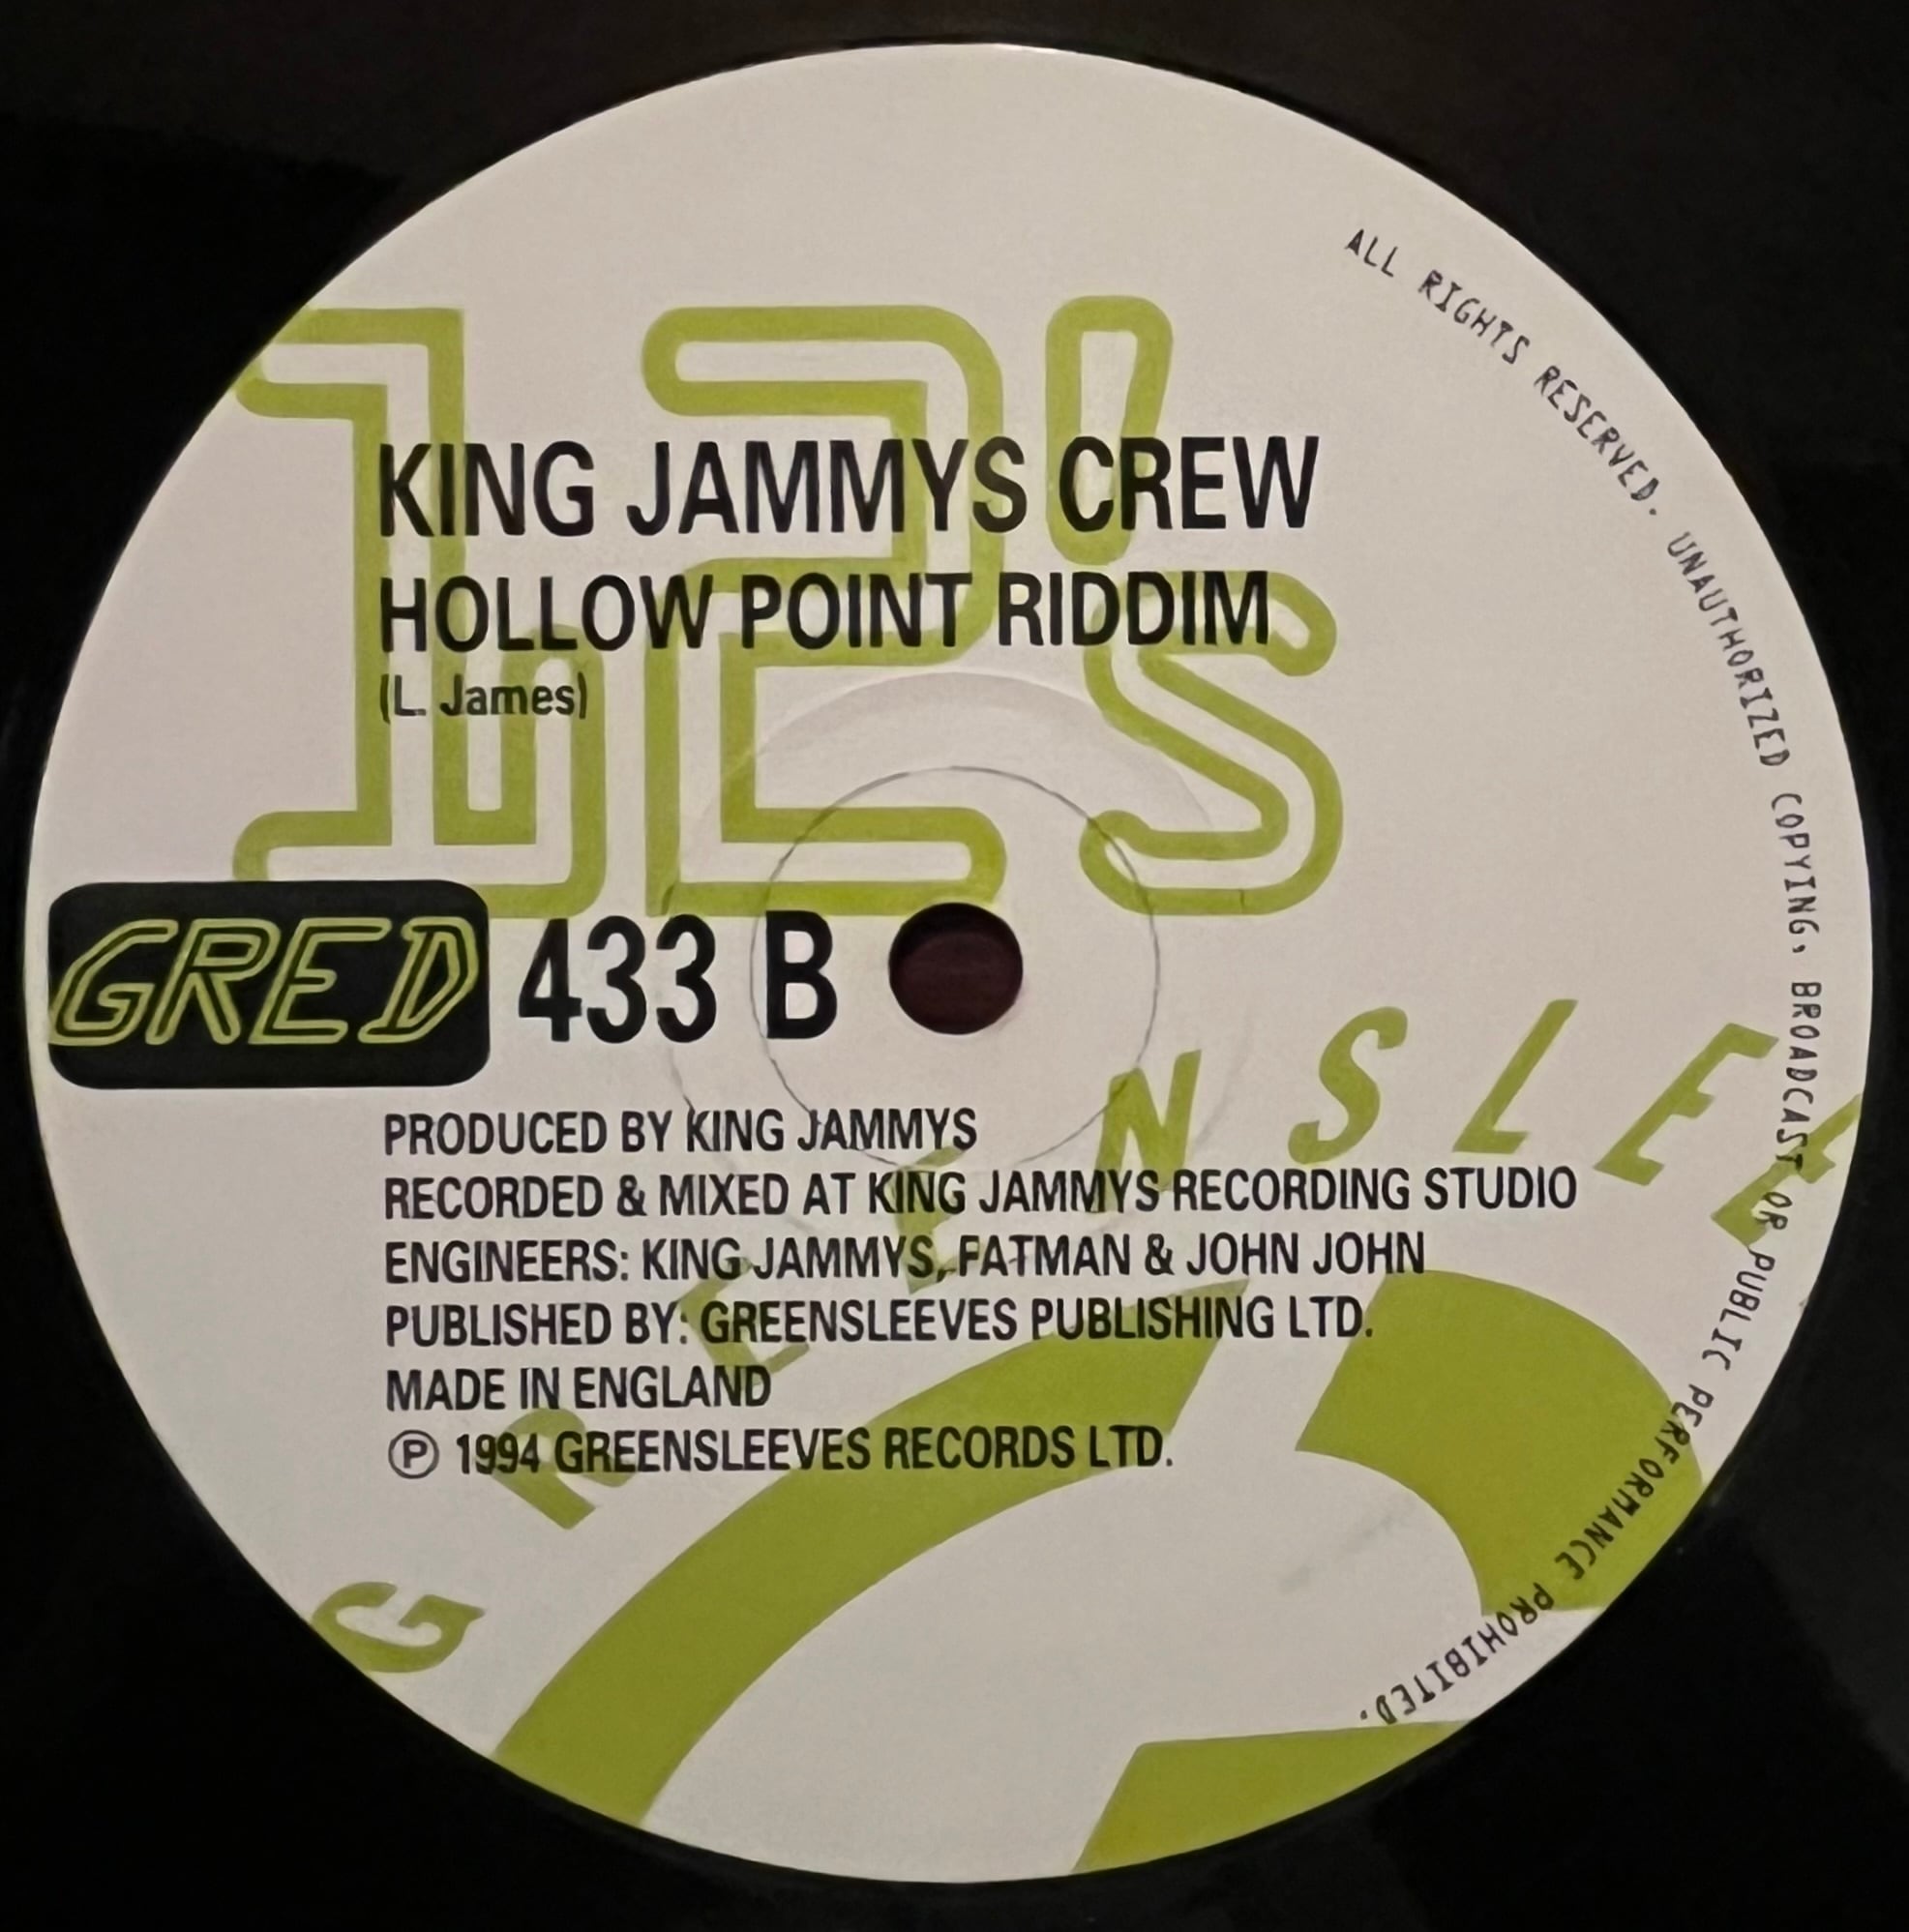 12's
KING JAMMYS CREW
HOLLOW POINT RIDDIM
(L. James)
GRED 433 B
PRODUCED BY KING JAMMYS
RECORDED & MIXED AT KING JAMMYS RECORDING STUDIO
ENGINEERS: KING JAMMYS, FATMAN & JOHN JOHN
PUBLISHED BY: GREENSLEEVES PUBLISHING LTD.
MADE IN ENGLAND
Ⓟ 1994 GREENSLEEVES RECORDS LTD.
GREENSLEE
ALL RIGHTS RESERVED. UNAUTHORIZED COPYING, BROADCAST OR PUBLIC PERFORMANCE PROHIBITED.